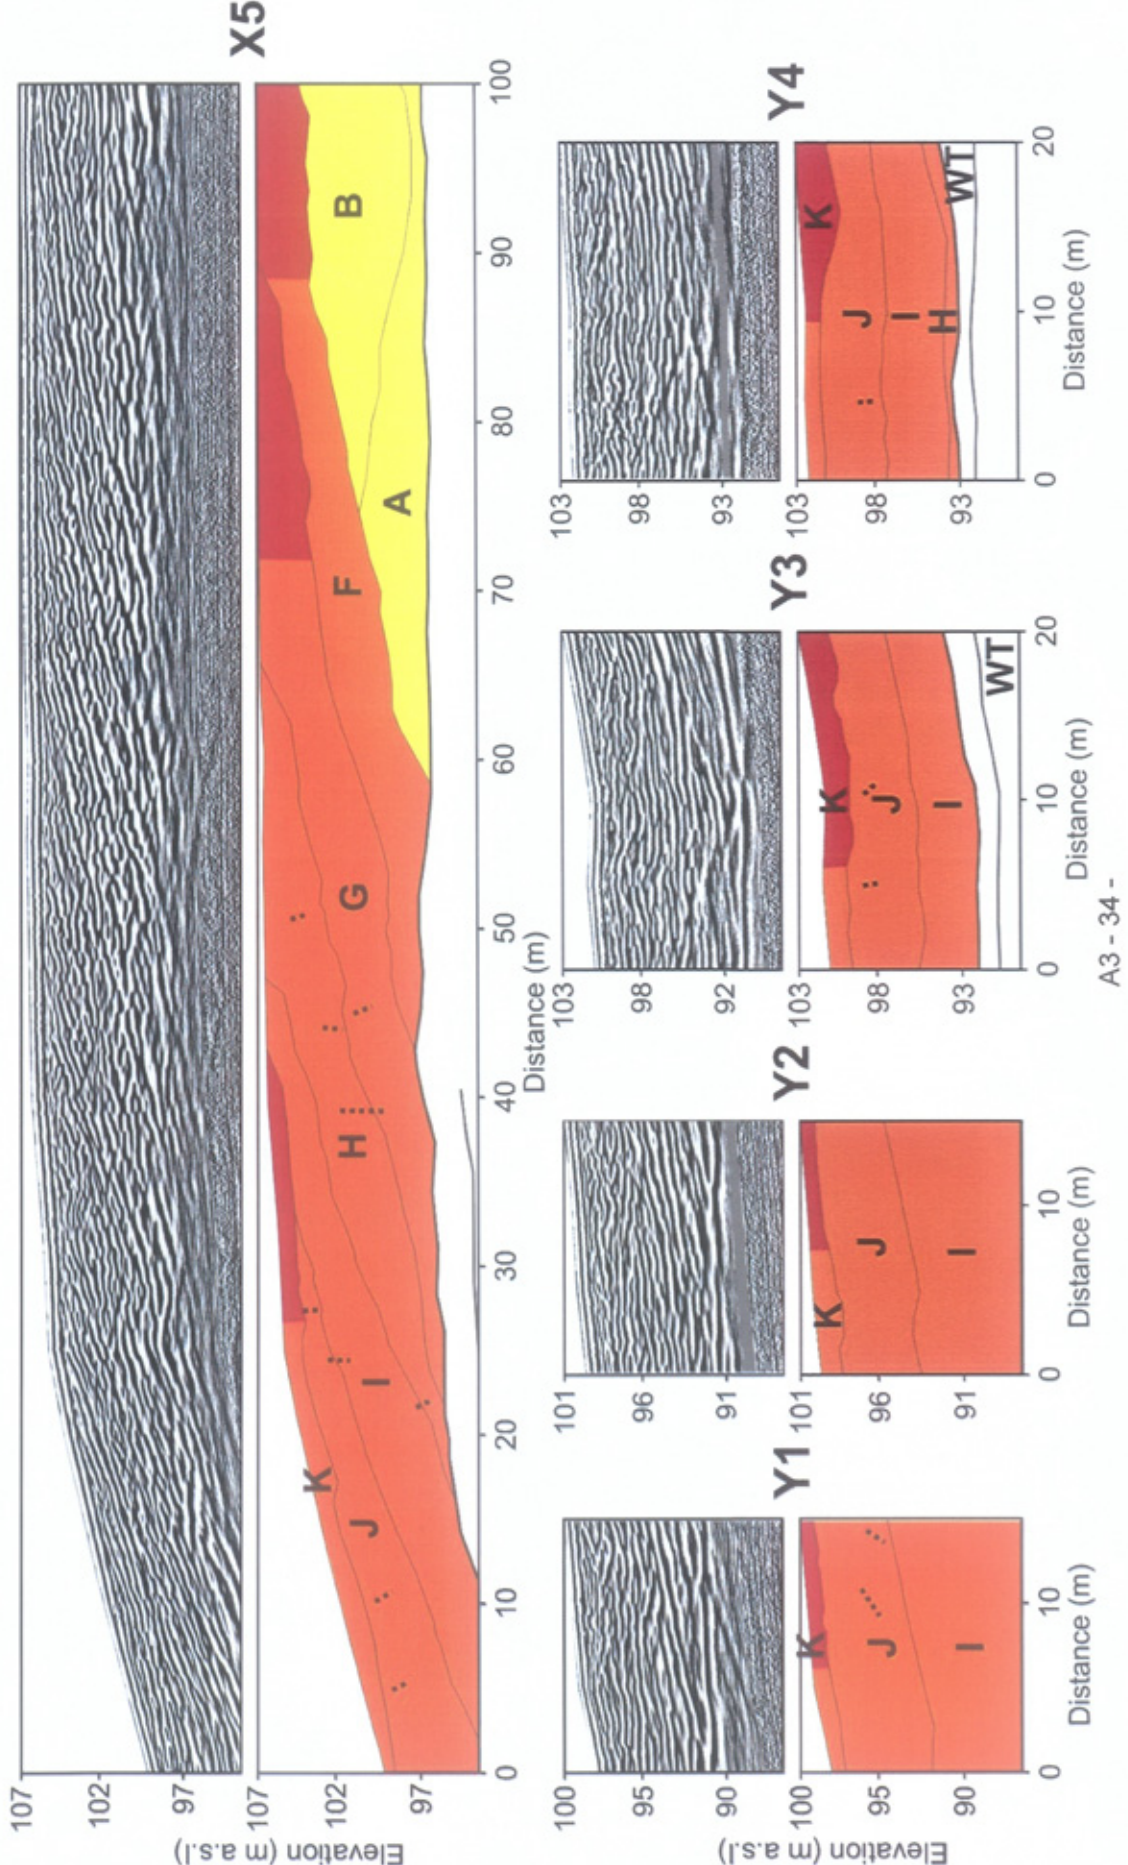 X5
Elevation (m a.s.l)
107
102
97
Elevation (m a.s.l)
107
102
97
K
J
I
H
G
F
A
B
0 10 20 30 40 50 60 70 80 90 100
Distance (m)
Y1
Elevation (m a.s.l)
100
95
90
100
95
90
K
J
I
0 10
Distance (m)
Y2
101
96
91
101
96
91
K
J
I
0 10
Distance (m)
Y3
103
98
92
103
98
93
K
J
I
WT
0 10 20
Distance (m)
Y4
103
98
93
103
98
93
K
J
I
H
WT
0 10 20
Distance (m)
A3 - 34 -